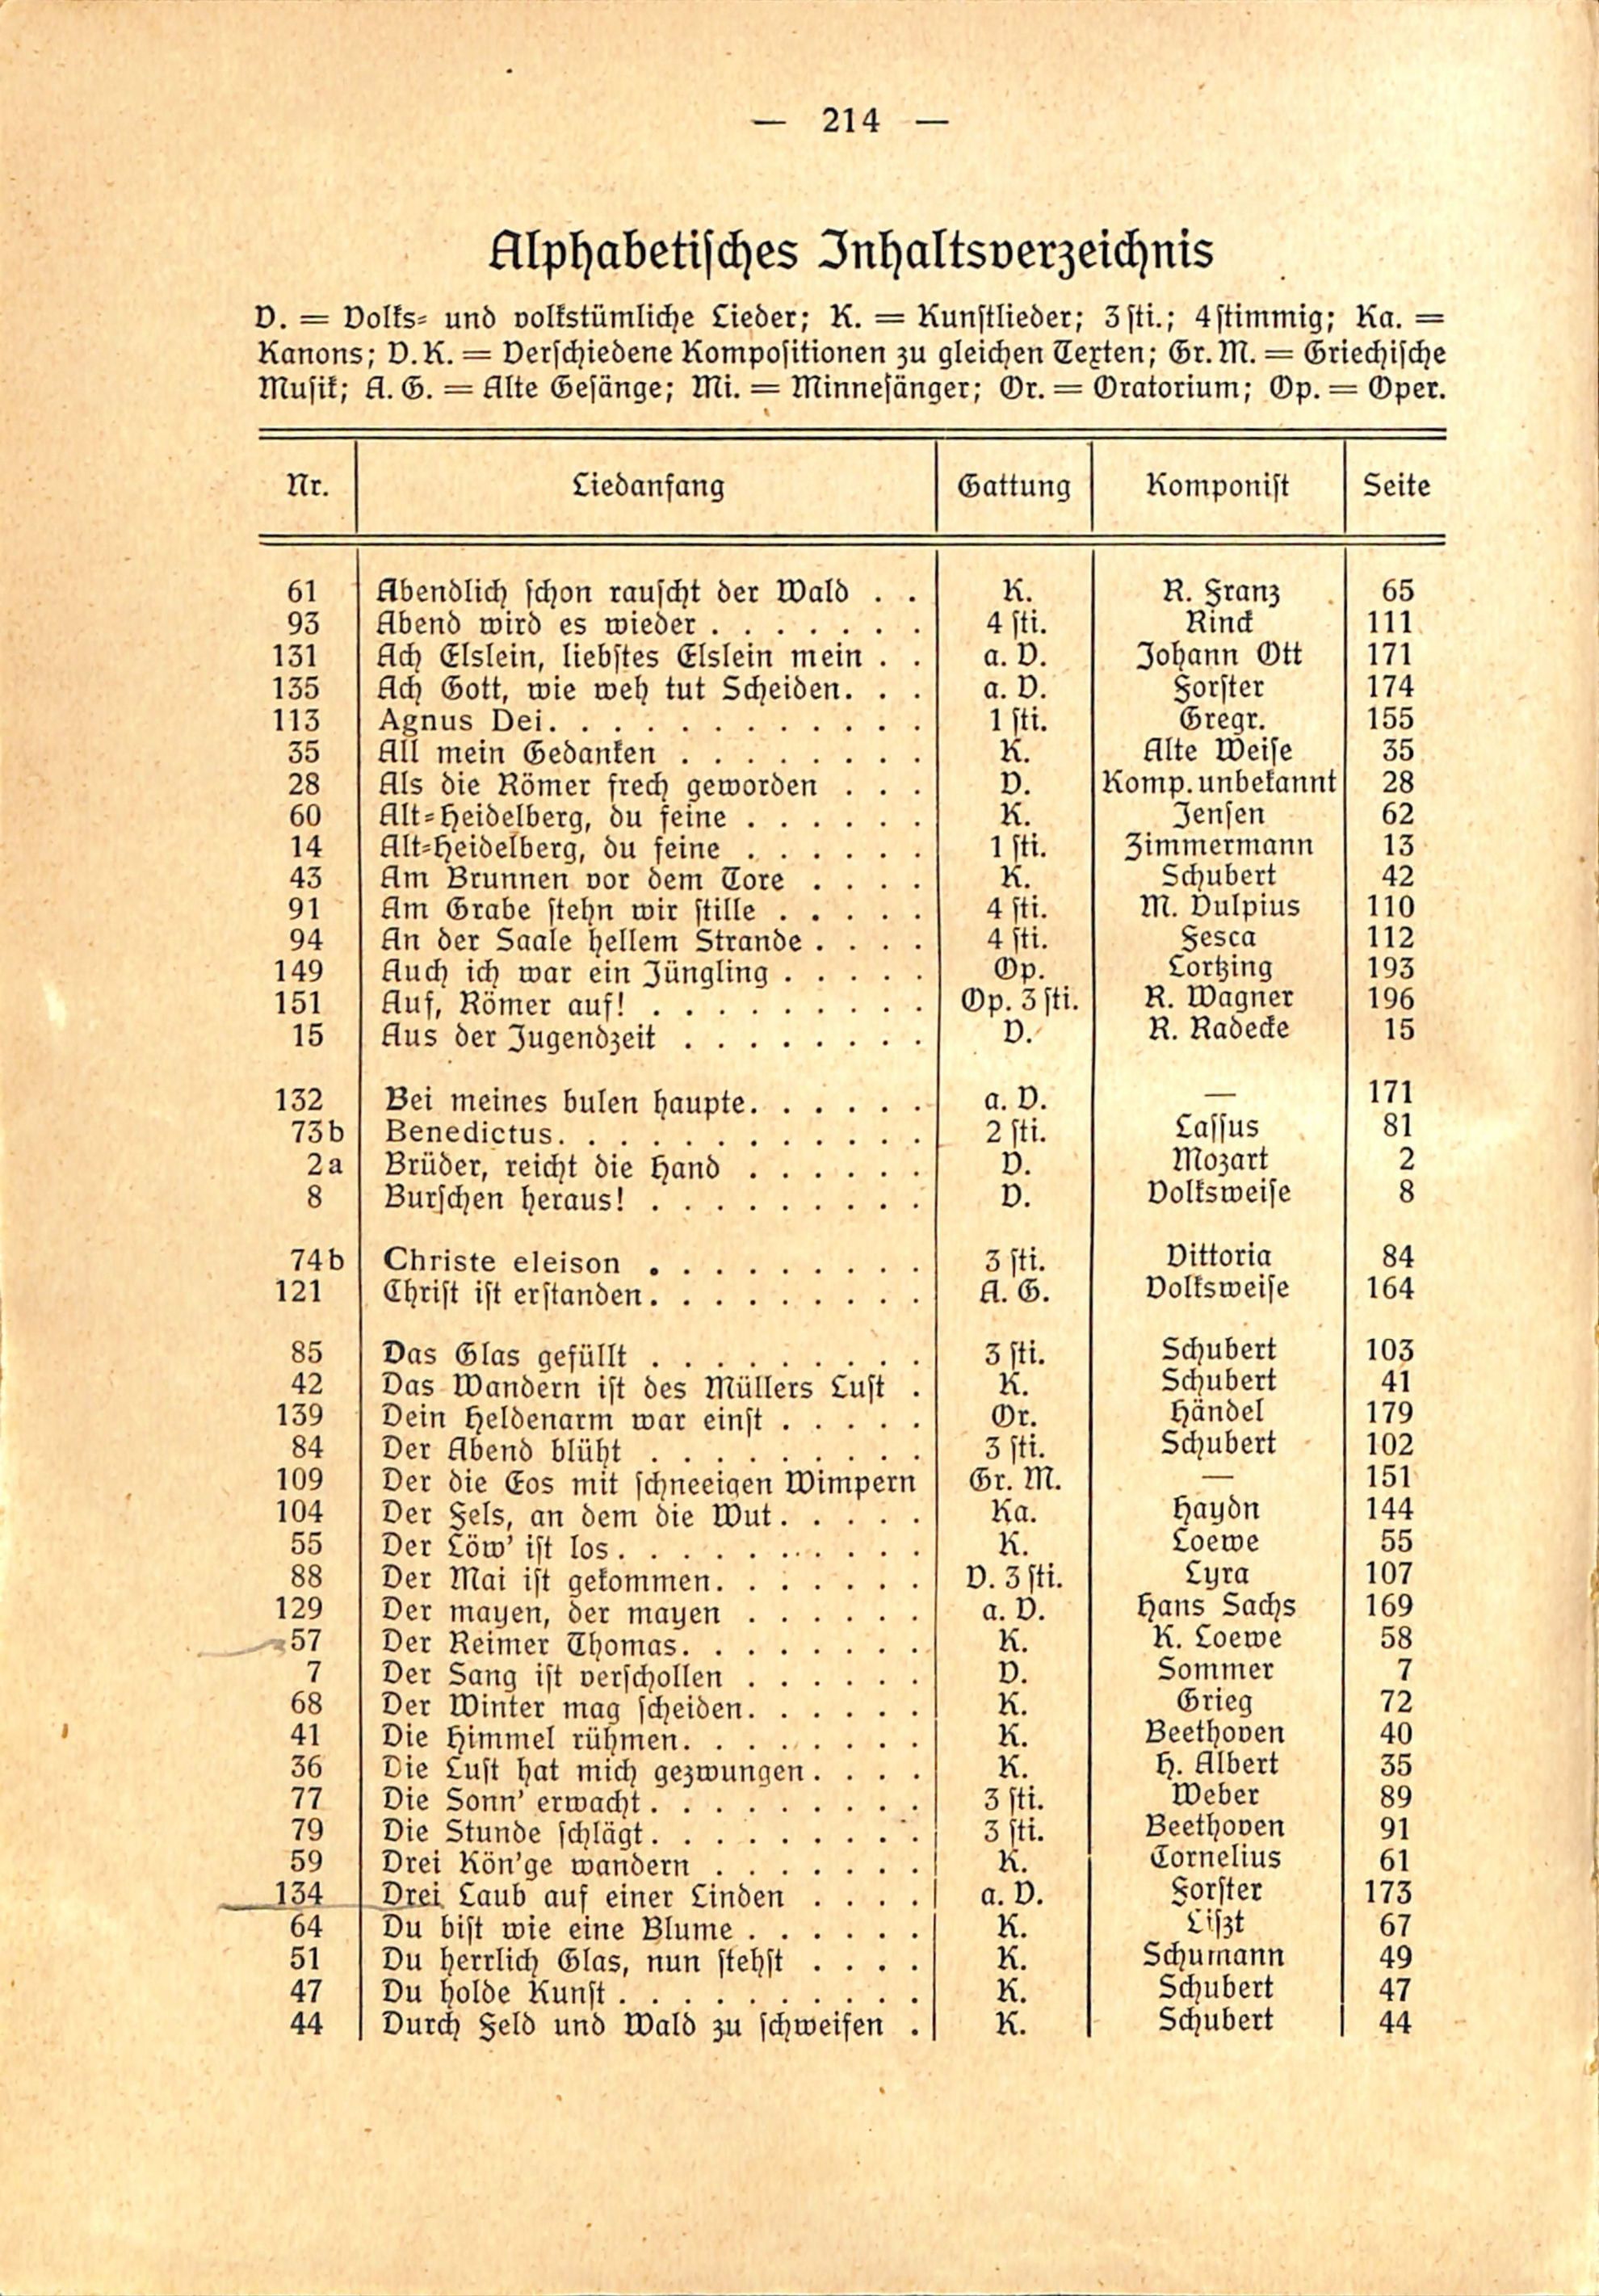 — 214 —
Alphabetisches Inhaltsverzeichnis
V. = Volks- und volkstümliche Lieder; K. = Kunstlieder; 3 sti.; 4 stimmig; Ka. =
Kanons; V. K. = Verschiedene Kompositionen zu gleichen Texten; Gr. M. = Griechische
Musik; A. G. = Alte Gesänge; Mi. = Minnesänger; Or. = Oratorium; Op. = Oper.
Nr. Liedanfang Gattung Komponist Seite
61 Abendlich schon rauscht der Wald . . K. R. Franz 65
93 Abend wird es wieder . . . . . . . 4 sti. Rinck 111
131 Ach Elslein, liebstes Elslein mein . . a. V. Johann Ott 171
135 Ach Gott, wie weh tut Scheiden. . . a. V. Forster 174
113 Agnus Dei. . . . . . . . . . . . 1 sti. Gregr. 155
35 All mein Gedanken . . . . . . . . K. Alte Weise 35
28 Als die Römer frech geworden . . . V. Komp. unbekannt 28
60 Alt-Heidelberg, du feine . . . . . . K. Jensen 62
14 Alt-Heidelberg, du feine . . . . . . 1 sti. Zimmermann 13
43 Am Brunnen vor dem Tore . . . . K. Schubert 42
91 Am Grabe stehn wir stille . . . . . 4 sti. M. Vulpius 110
94 An der Saale hellem Strande . . . . 4 sti. Fesca 112
149 Auch ich war ein Jüngling . . . . . Op. Lortzing 193
151 Auf, Römer auf! . . . . . . . . . Op. 3 sti. R. Wagner 196
15 Aus der Jugendzeit . . . . . . . . V. R. Radecke 15
132 Bei meines bulen haupte. . . . . . a. V. — 171
73b Benedictus. . . . . . . . . . . . 2 sti. Lassus 81
2a Brüder, reicht die Hand . . . . . . V. Mozart 2
8 Burschen heraus! . . . . . . . . . V. Volksweise 8
74b Christe eleison . . . . . . . . . 3 sti. Vittoria 84
121 Christ ist erstanden. . . . . . . . . A. G. Volksweise 164
85 Das Glas gefüllt . . . . . . . . . 3 sti. Schubert 103
42 Das Wandern ist des Müllers Lust . K. Schubert 41
139 Dein Heldenarm war einst . . . . . Or. Händel 179
84 Der Abend blüht . . . . . . . . . 3 sti. Schubert 102
109 Der die Eos mit schneeigen Wimpern Gr. M. — 151
104 Der Fels, an dem die Wut. . . . . Ka. Haydn 144
55 Der Löw' ist los. . . . . . . . . . K. Loewe 55
88 Der Mai ist gekommen. . . . . . . V. 3 sti. Lyra 107
129 Der mayen, der mayen . . . . . . a. V. Hans Sachs 169
57 Der Reimer Thomas. . . . . . . . K. K. Loewe 58
7 Der Sang ist verschollen . . . . . . V. Sommer 7
68 Der Winter mag scheiden. . . . . . K. Grieg 72
41 Die Himmel rühmen. . . . . . . . K. Beethoven 40
36 Die Lust hat mich gezwungen. . . . K. H. Albert 35
77 Die Sonn' erwacht. . . . . . . . . 3 sti. Weber 89
79 Die Stunde schlägt. . . . . . . . . 3 sti. Beethoven 91
59 Drei Kön'ge wandern . . . . . . . K. Cornelius 61
134 Drei Laub auf einer Linden . . . . a. V. Forster 173
64 Du bist wie eine Blume . . . . . . K. Liszt 67
51 Du herrlich Glas, nun stehst . . . . K. Schumann 49
47 Du holde Kunst . . . . . . . . . . K. Schubert 47
44 Durch Feld und Wald zu schweifen . K. Schubert 44